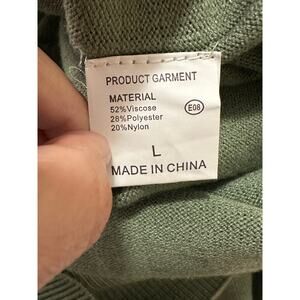 PRODUCT GARMENT
MATERIAL
52%Viscose
28%Polyester
20%Nylon
E08
L
MADE IN CHINA